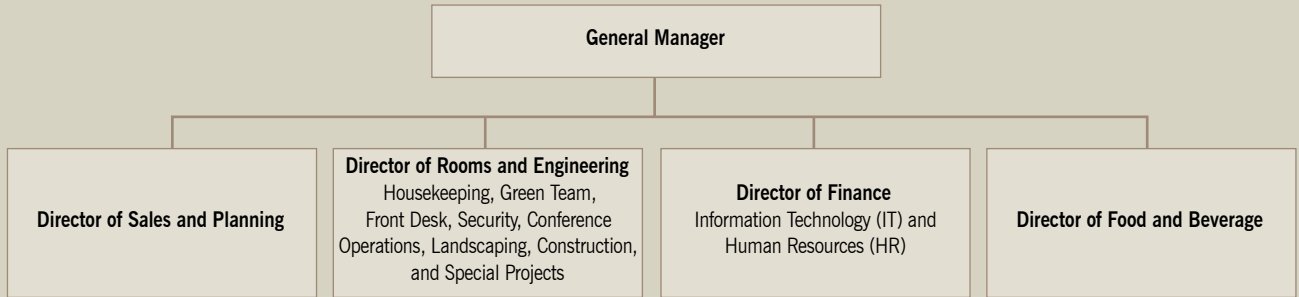 General Manager
Director of Sales and Planning
Director of Rooms and Engineering
Housekeeping, Green Team,
Front Desk, Security, Conference
Operations, Landscaping, Construction,
and Special Projects
Director of Finance
Information Technology (IT) and
Human Resources (HR)
Director of Food and Beverage